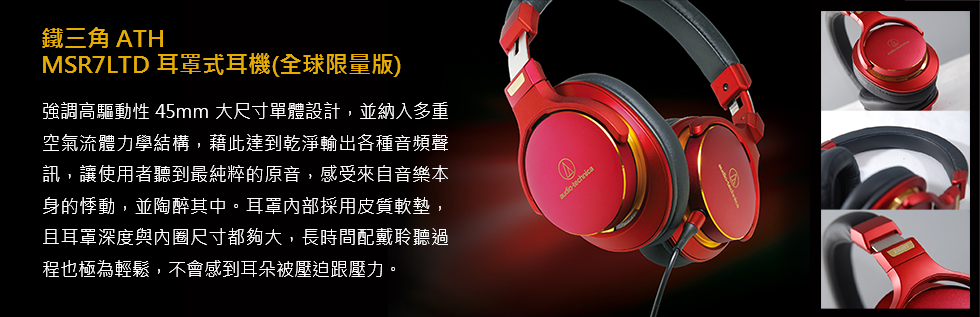 鐵三角 ATH
MSR7LTD 耳罩式耳機(全球限量版)
強調高驅動性 45mm 大尺寸單體設計，並納入多重
空氣流體力學結構，藉此達到乾淨輸出各種音頻聲
訊，讓使用者聽到最純粹的原音，感受來自音樂本
身的悸動，並陶醉其中。耳罩內部採用皮質軟墊，
且耳罩深度與內圈尺寸都夠大，長時間配戴聆聽過
程也極為輕鬆，不會感到耳朵被壓迫跟壓力。
audio-technica
audio-technica